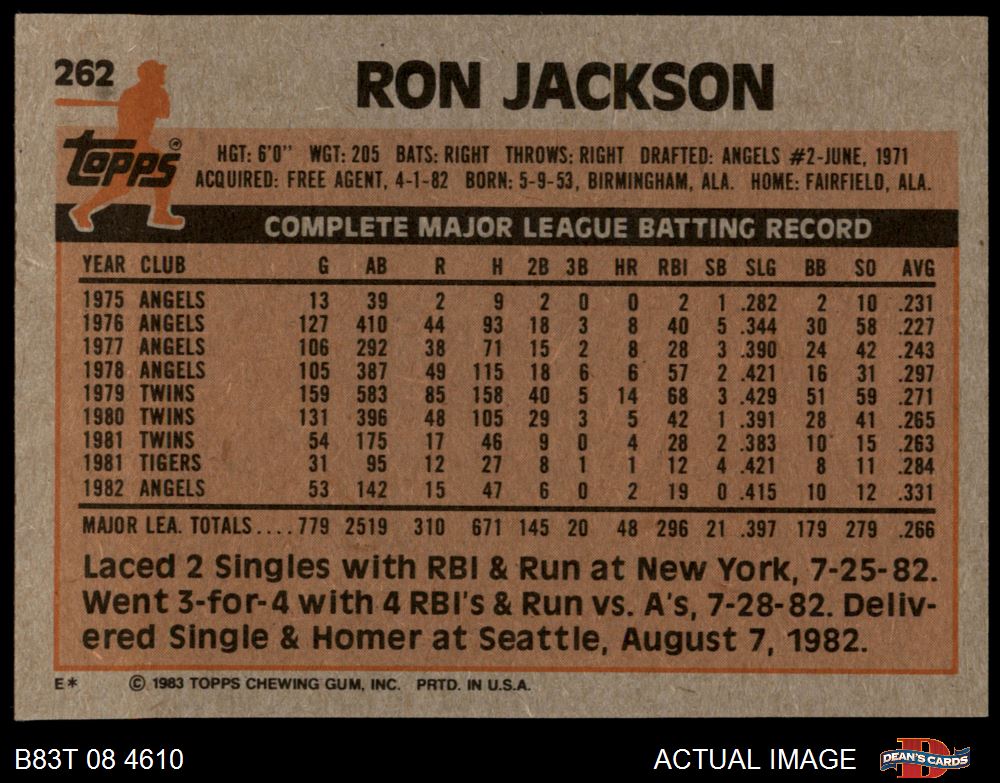 262
RON JACKSON
Topps ®
HGT: 6'0" WGT: 205 BATS: RIGHT THROWS: RIGHT DRAFTED: ANGELS #2-JUNE, 1971
ACQUIRED: FREE AGENT, 4-1-82 BORN: 5-9-53, BIRMINGHAM, ALA. HOME: FAIRFIELD, ALA.
COMPLETE MAJOR LEAGUE BATTING RECORD
YEAR CLUB G AB R H 2B 3B HR RBI SB SLG BB SO AVG
1975 ANGELS 13 39 2 9 2 0 0 2 1 .282 2 10 .231
1976 ANGELS 127 410 44 93 18 3 8 40 5 .344 30 58 .227
1977 ANGELS 106 292 38 71 15 2 8 28 3 .390 24 42 .243
1978 ANGELS 105 387 49 115 18 6 6 57 2 .421 16 31 .297
1979 TWINS 159 583 85 158 40 5 14 68 3 .429 51 59 .271
1980 TWINS 131 396 48 105 29 3 5 42 1 .391 28 41 .265
1981 TWINS 54 175 17 46 9 0 4 28 2 .383 10 15 .263
1981 TIGERS 31 95 12 27 8 1 1 12 4 .421 8 11 .284
1982 ANGELS 53 142 15 47 6 0 2 19 0 .415 10 12 .331
MAJOR LEA. TOTALS....779 2519 310 671 145 20 48 296 21 .397 179 279 .266
Laced 2 Singles with RBI & Run at New York, 7-25-82.
Went 3-for-4 with 4 RBI's & Run vs. A's, 7-28-82. Deliv-
ered Single & Homer at Seattle, August 7, 1982.
E* © 1983 TOPPS CHEWING GUM, INC. PRTD. IN U.S.A.
B83T 08 4610 ACTUAL IMAGE DEAN'S CARDS